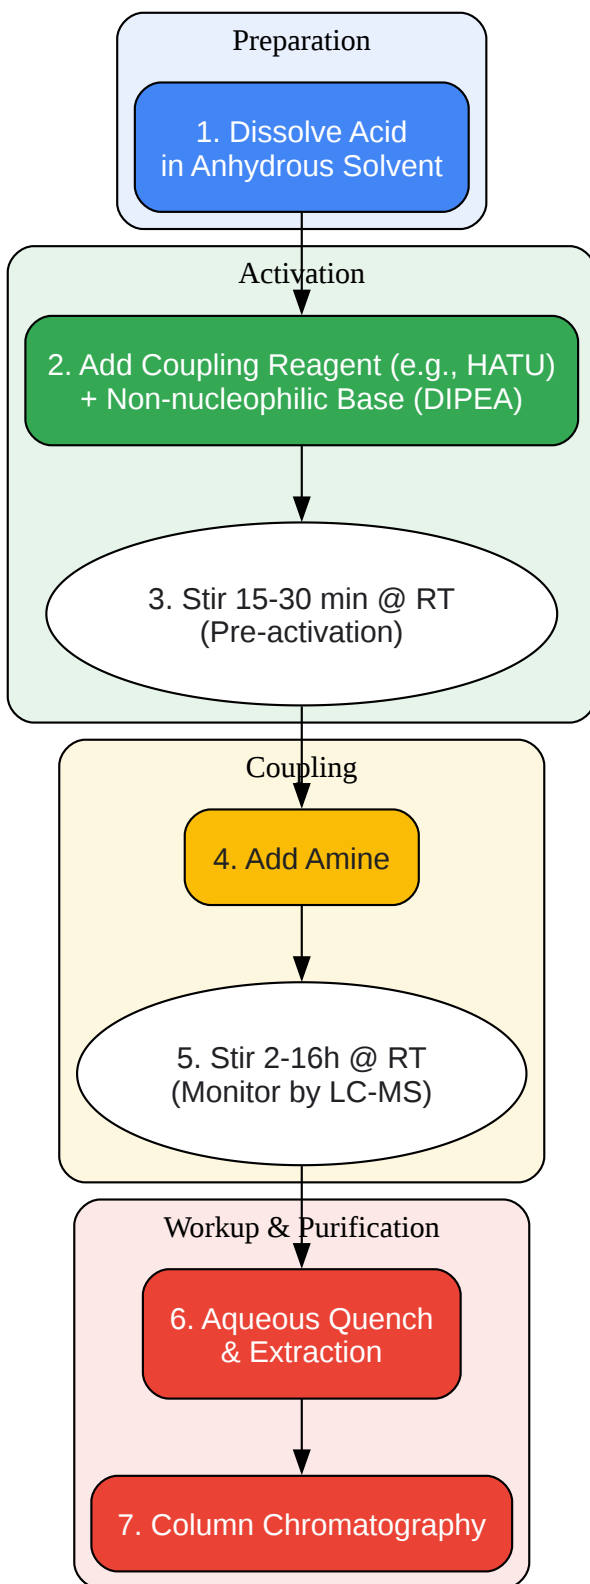 Preparation
1. Dissolve Acid
in Anhydrous Solvent
Activation
2. Add Coupling Reagent (e.g., HATU)
+ Non-nucleophilic Base (DIPEA)
3. Stir 15-30 min @ RT
(Pre-activation)
Coupling
4. Add Amine
5. Stir 2-16h @ RT
(Monitor by LC-MS)
Workup & Purification
6. Aqueous Quench
& Extraction
7. Column Chromatography